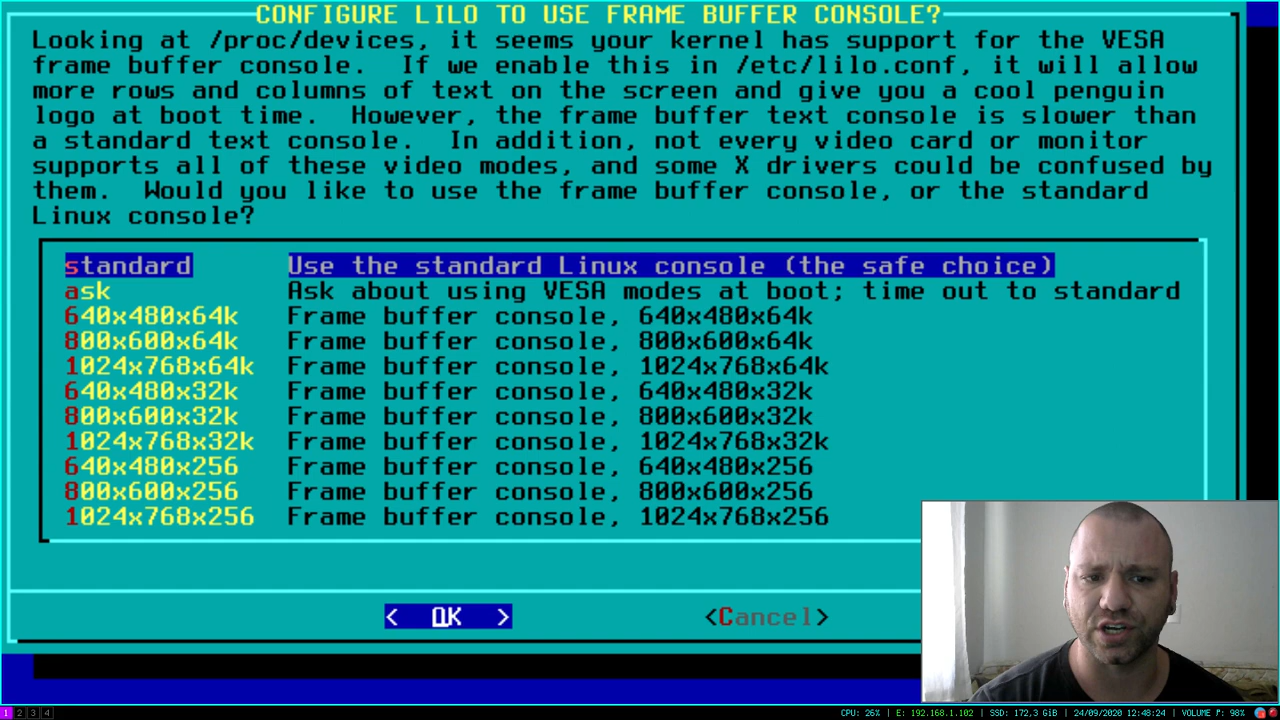 CONFIGURE LILO TO USE FRAME BUFFER CONSOLE?
Looking at /proc/devices, it seems your kernel has support for the VESA
frame buffer console.  If we enable this in /etc/lilo.conf, it will allow
more rows and columns of text on the screen and give you a cool penguin
logo at boot time.  However, the frame buffer text console is slower than
a standard text console.  In addition, not every video card or monitor
supports all of these video modes, and some X drivers could be confused by
them.  Would you like to use the frame buffer console, or the standard
Linux console?
standard Use the standard Linux console (the safe choice)
ask Ask about using VESA modes at boot; time out to standard
640x480x64k Frame buffer console, 640x480x64k
800x600x64k Frame buffer console, 800x600x64k
1024x768x64k Frame buffer console, 1024x768x64k
640x480x32k Frame buffer console, 640x480x32k
800x600x32k Frame buffer console, 800x600x32k
1024x768x32k Frame buffer console, 1024x768x32k
640x480x256 Frame buffer console, 640x480x256
800x600x256 Frame buffer console, 800x600x256
1024x768x256 Frame buffer console, 1024x768x256
< OK > <Cancel>
1 2 3 4 CPU: 26% | E: 192.168.1.102 | SSD: 172,3 GiB | 24/09/2020 12:48:24 | VOLUME: 98%